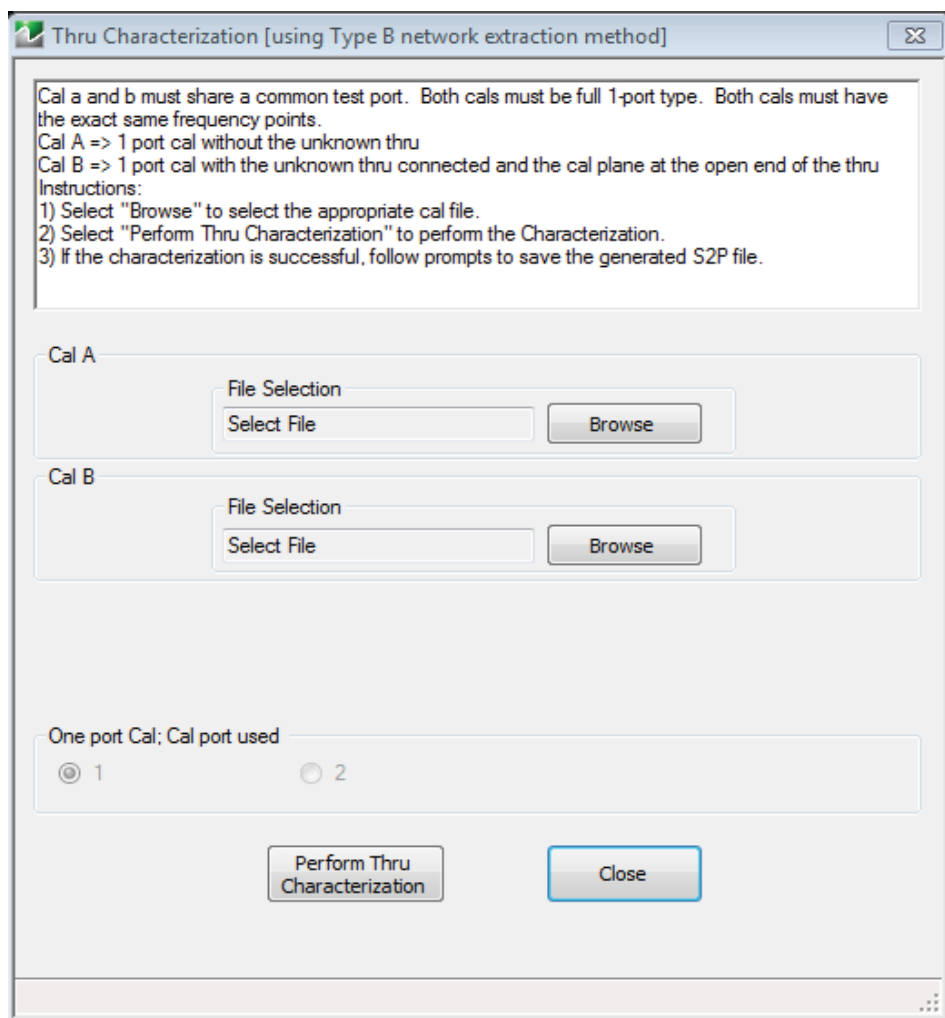 Thru Characterization [using Type B network extraction method]
Cal a and b must share a common test port.  Both cals must be full 1-port type.  Both cals must have
the exact same frequency points.
Cal A => 1 port cal without the unknown thru
Cal B => 1 port cal with the unknown thru connected and the cal plane at the open end of the thru
Instructions:
1) Select "Browse" to select the appropriate cal file.
2) Select "Perform Thru Characterization" to perform the Characterization.
3) If the characterization is successful, follow prompts to save the generated S2P file.
Cal A
File Selection
Select File
Browse
Cal B
File Selection
Select File
Browse
One port Cal; Cal port used
1
2
Perform Thru
Characterization
Close